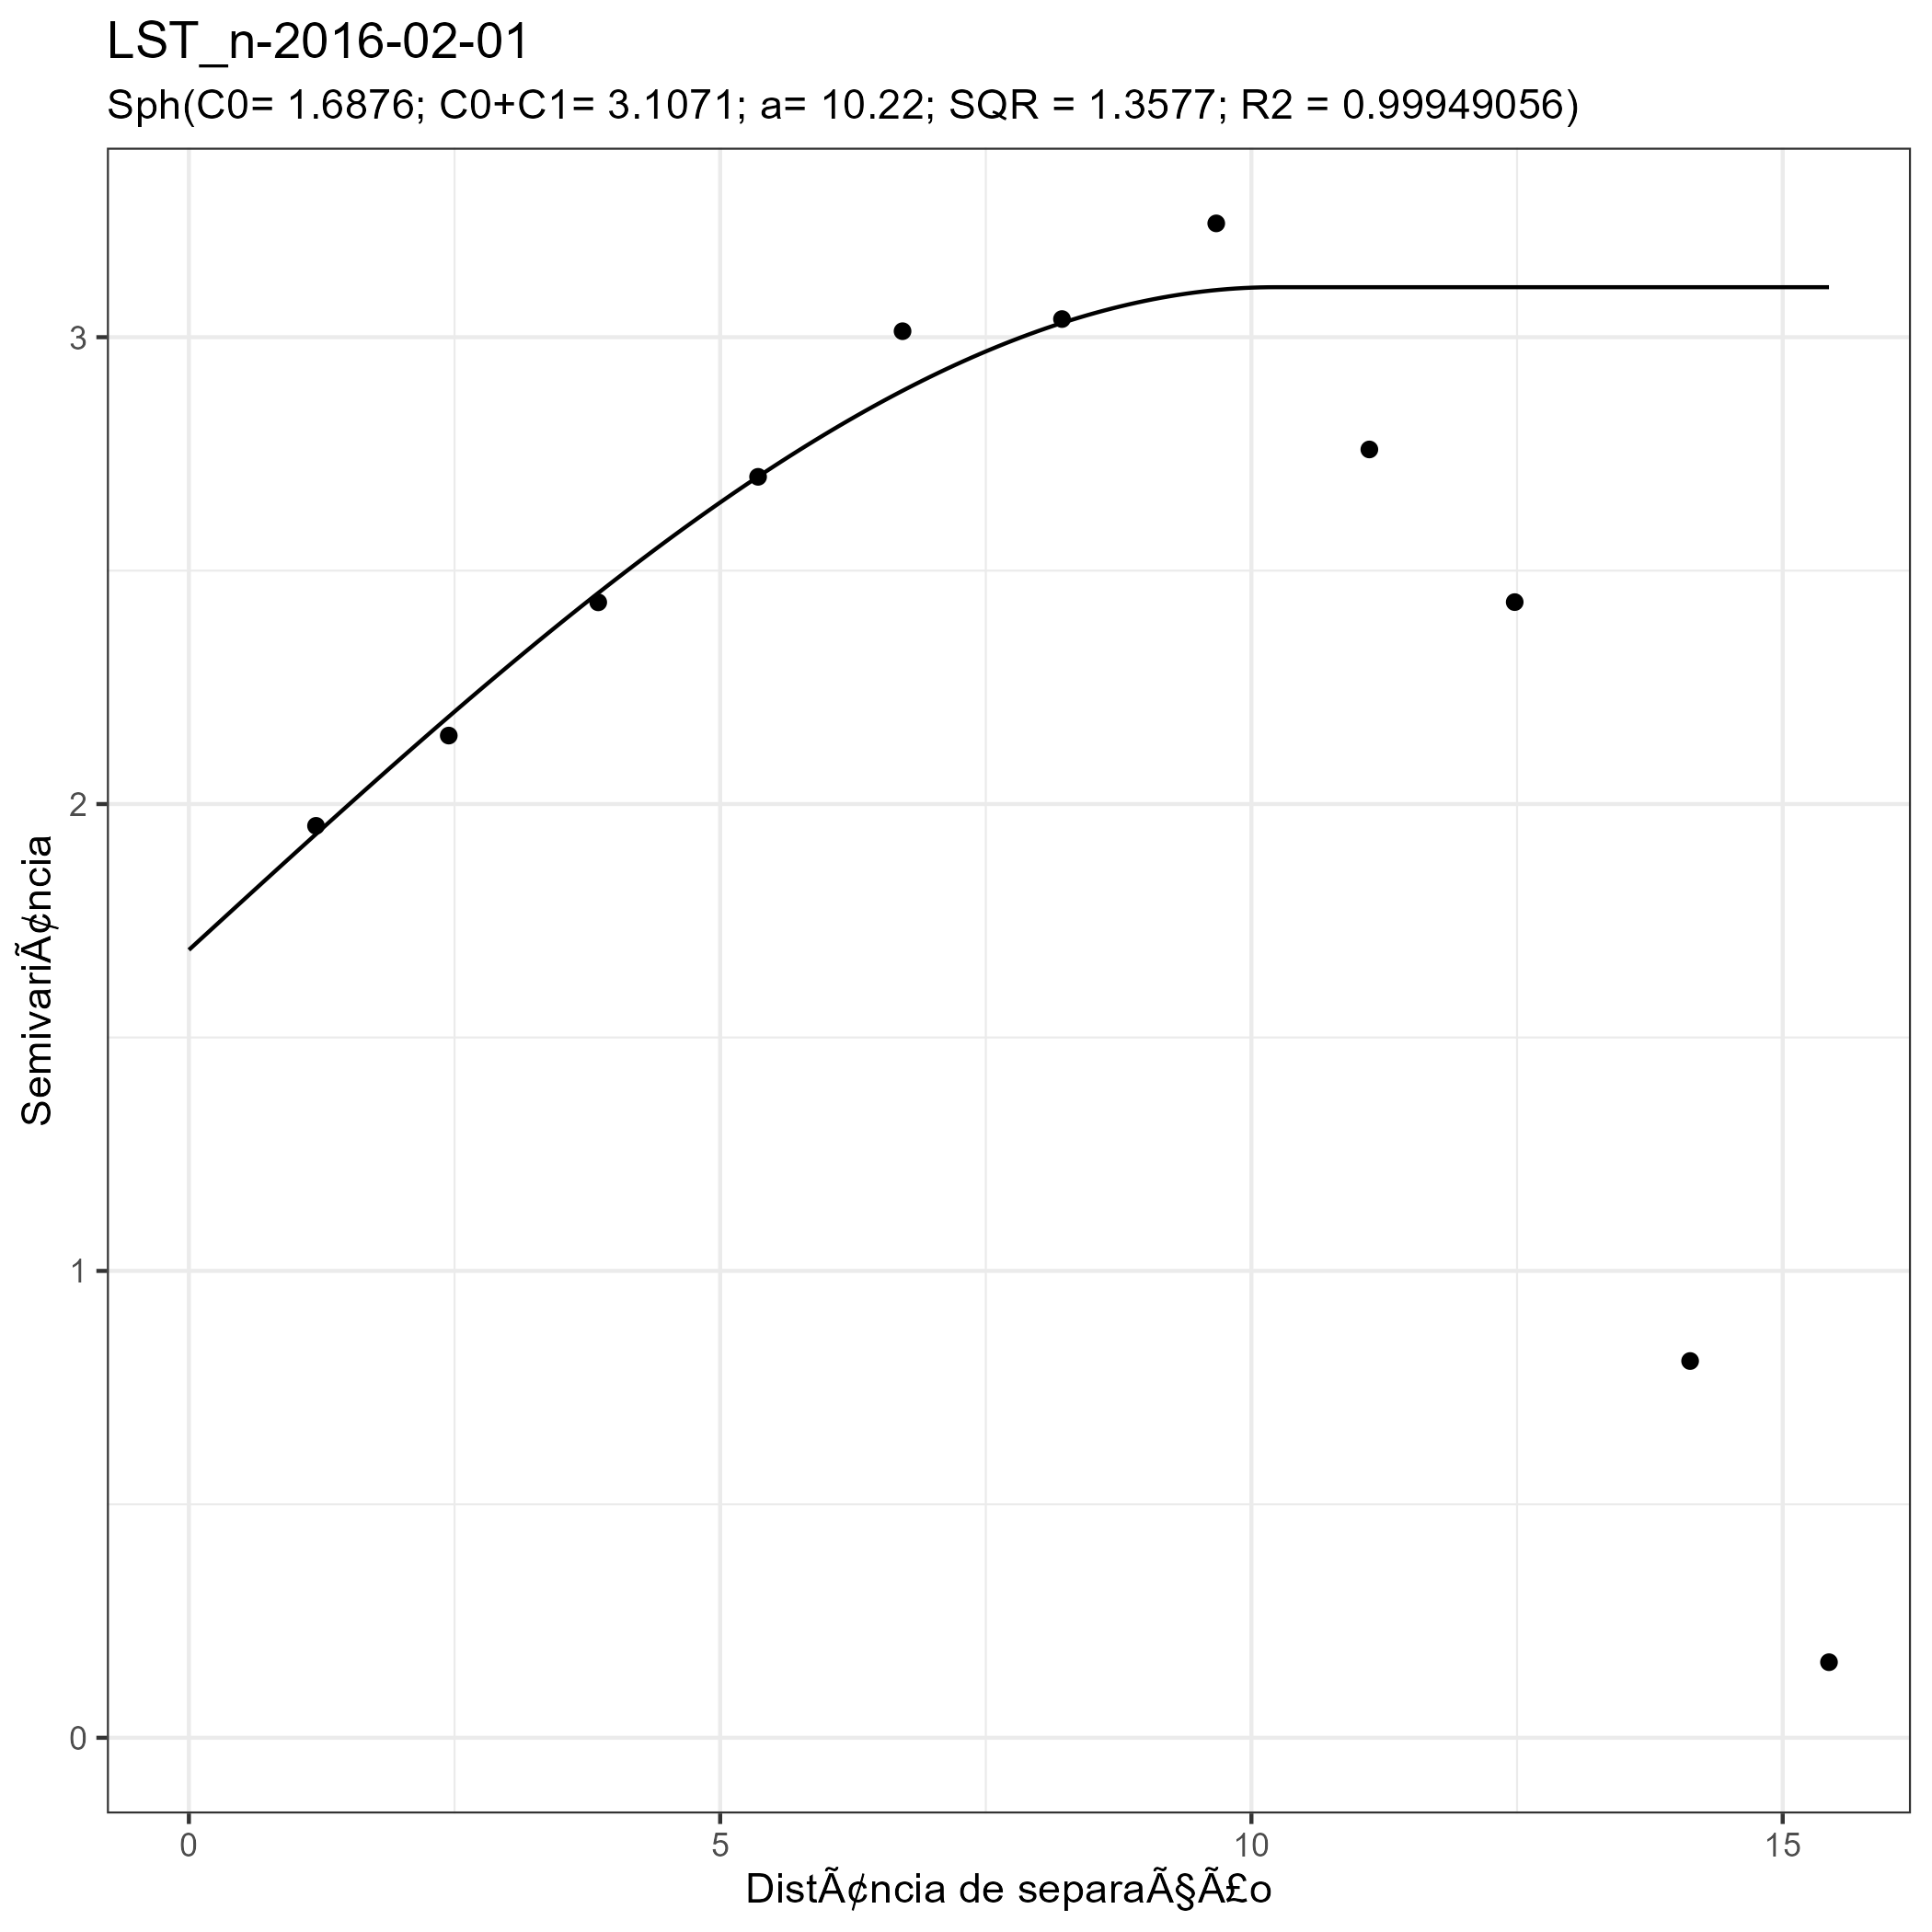 LST_n-2016-02-01
Sph(C0= 1.6876; C0+C1= 3.1071; a= 10.22; SQR = 1.3577; R2 = 0.99949056)
SemivariÃ¢ncia
3
2
1
0
0 5 10 15
DistÃ¢ncia de separaÃ§Ã£o